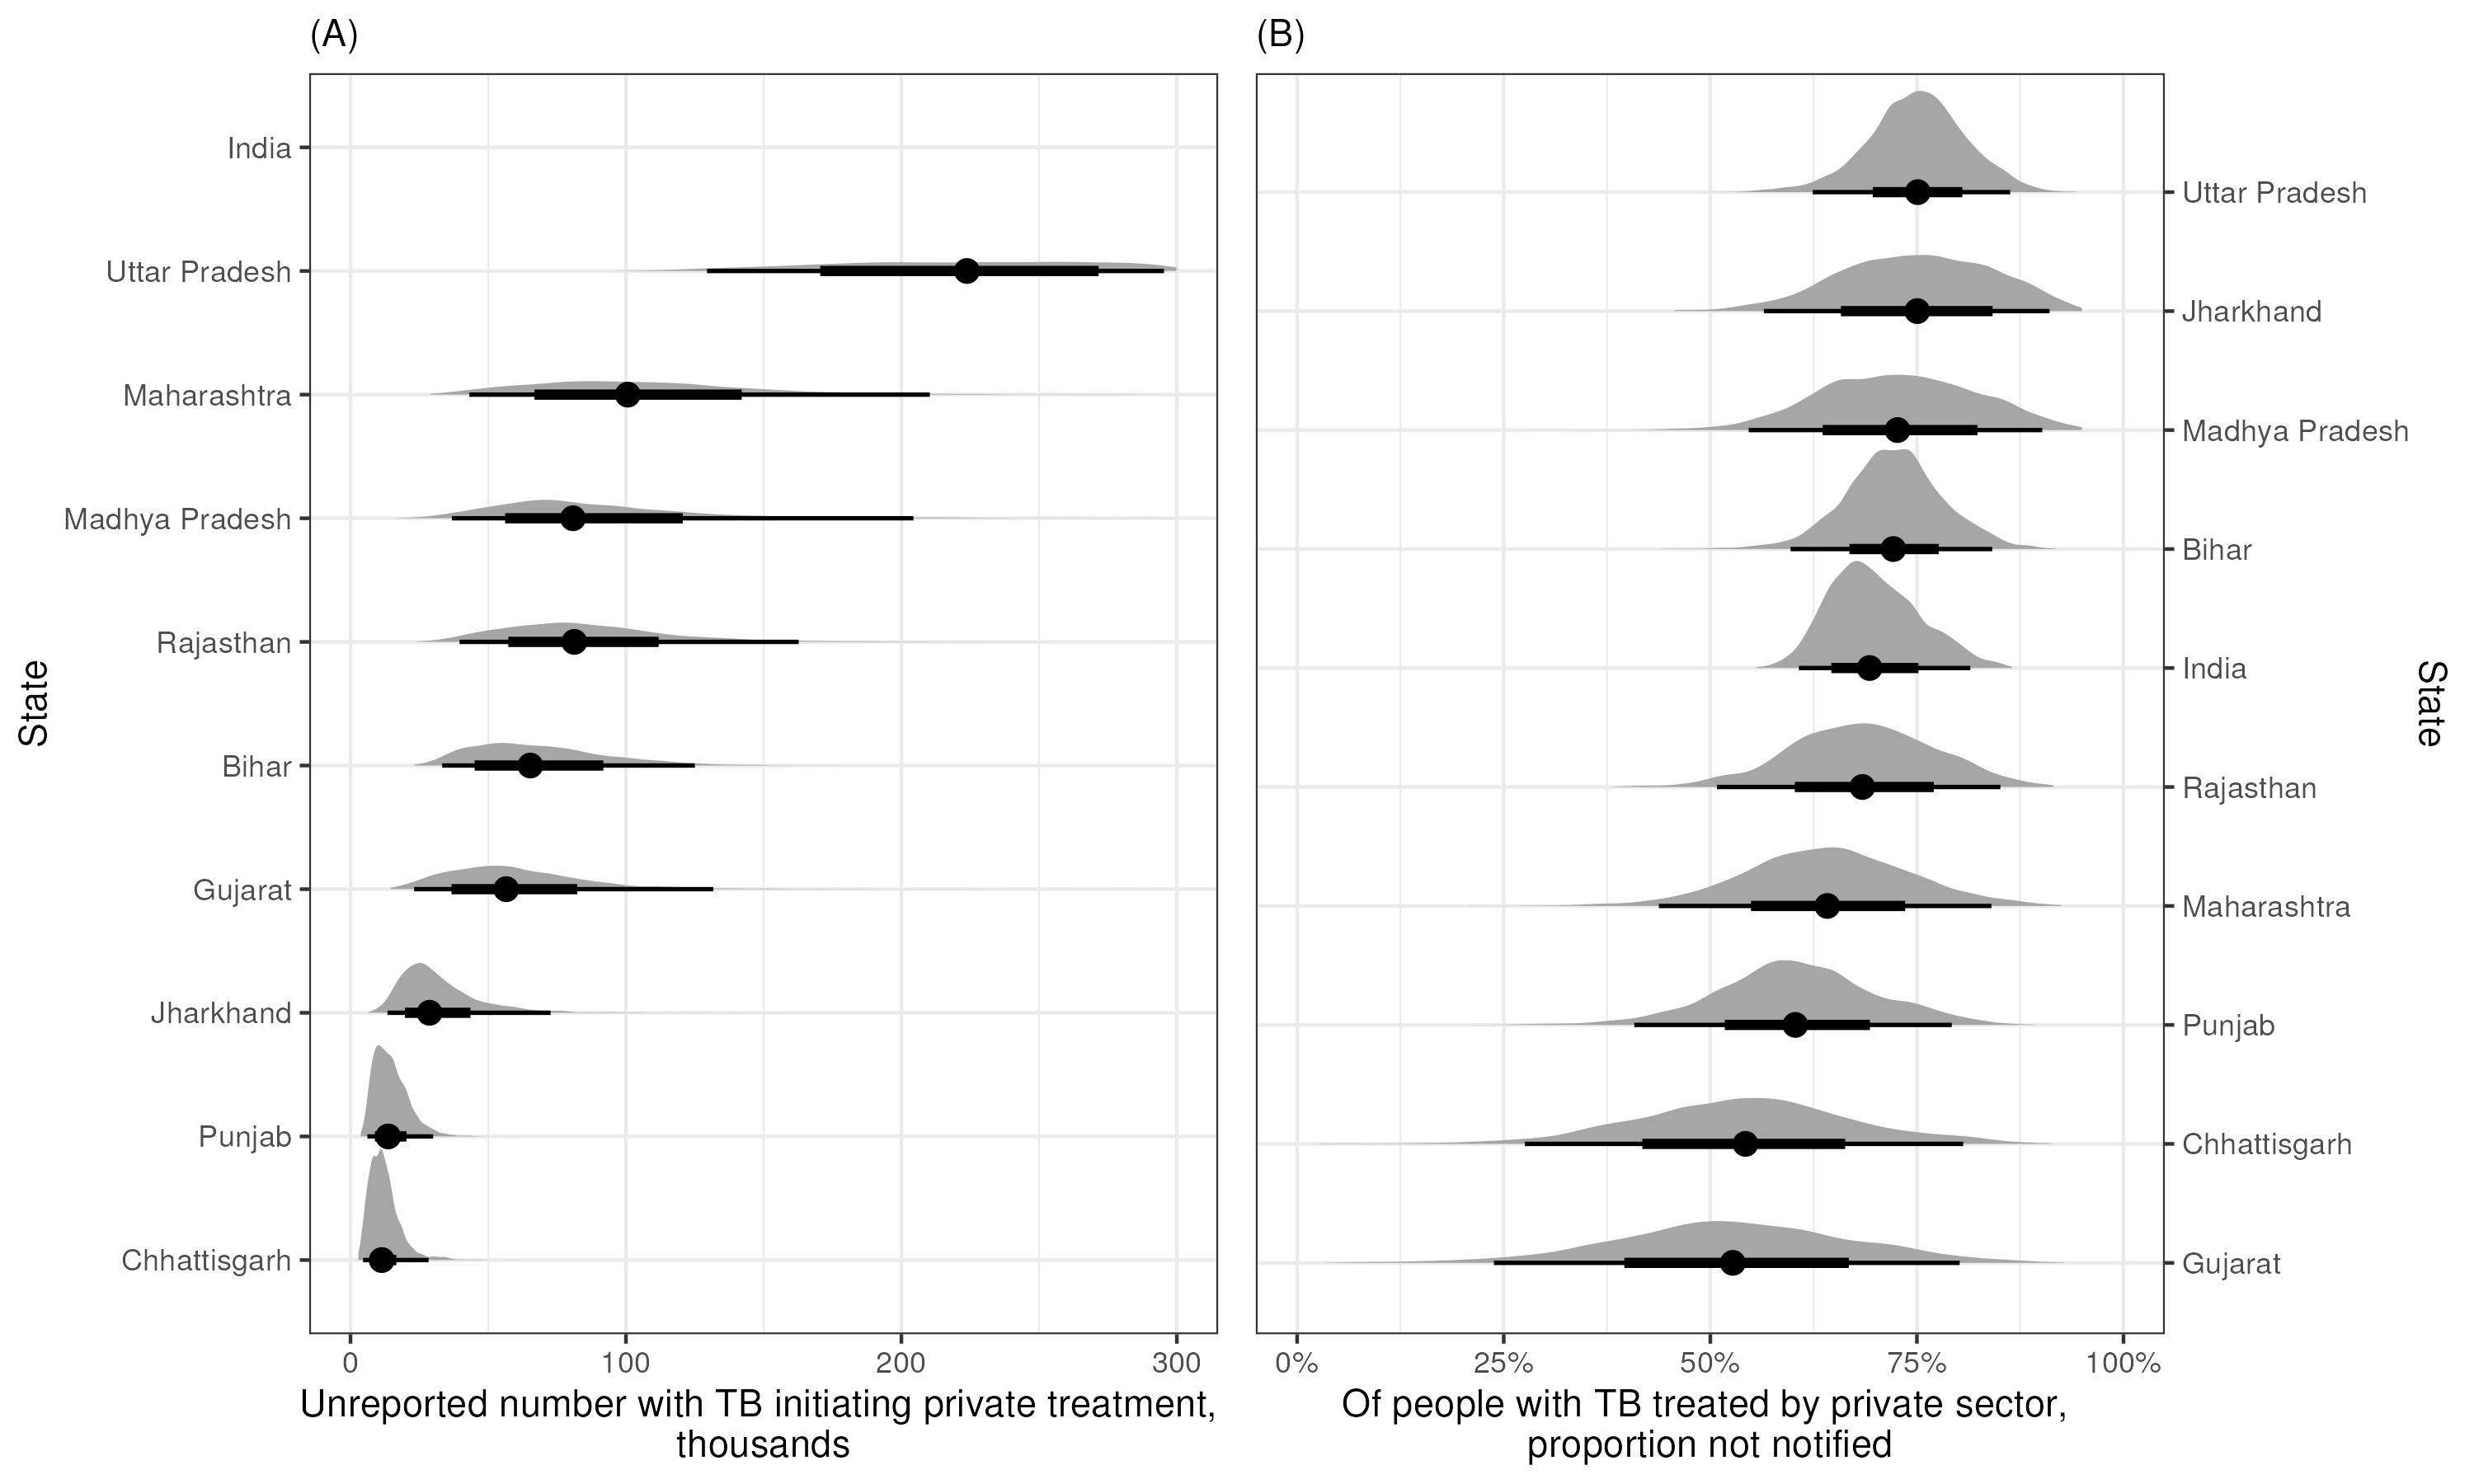 (A)
State
India
Uttar Pradesh
Maharashtra
Madhya Pradesh
Rajasthan
Bihar
Gujarat
Jharkhand
Punjab
Chhattisgarh
0 100 200 300
Unreported number with TB initiating private treatment,
thousands
(B)
Uttar Pradesh
Jharkhand
Madhya Pradesh
Bihar
India
Rajasthan
Maharashtra
Punjab
Chhattisgarh
Gujarat
State
0% 25% 50% 75% 100%
Of people with TB treated by private sector,
proportion not notified